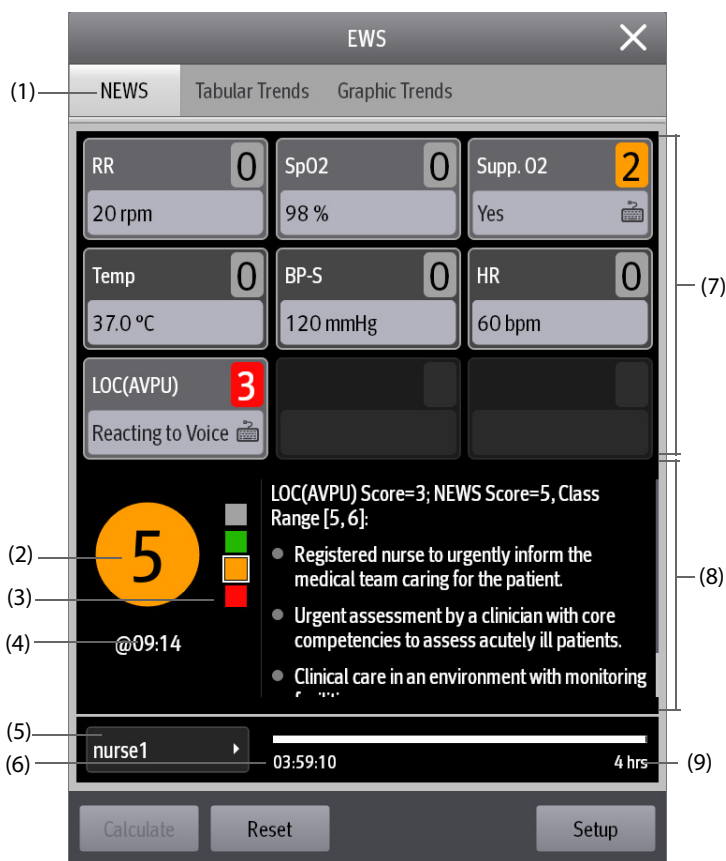 EWS
(1)
NEWS
Tabular Trends
Graphic Trends
RR
0
SpO2
0
Supp. O2
2
20 rpm
98 %
Yes
Temp
0
BP-S
0
HR
0
(7)
37.0 °C
120 mmHg
60 bpm
LOC(AVPU)
3
Reacting to Voice
LOC(AVPU) Score=3; NEWS Score=5, Class
Range [5, 6]:
(2)
5
Registered nurse to urgently inform the
medical team caring for the patient.
(8)
(3)
Urgent assessment by a clinician with core
competencies to assess acutely ill patients.
(4)
@09:14
Clinical care in an environment with monitoring
(5)
nurse1
(6)
03:59:10
4 hrs
(9)
Calculate
Reset
Setup